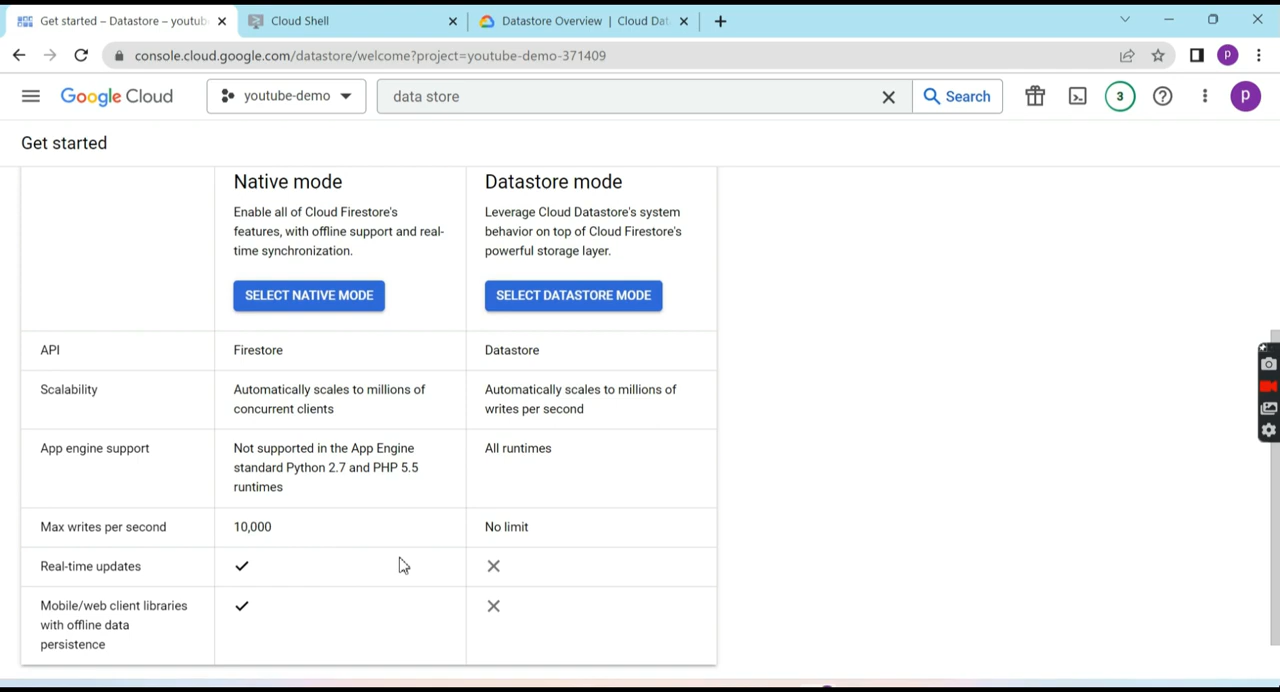 Get started – Datastore – youtub
Cloud Shell
Datastore Overview | Cloud Dat
console.cloud.google.com/datastore/welcome?project=youtube-demo-371409
P
Google Cloud
youtube-demo
data store
Search
3
P
Get started
Native mode
Datastore mode
Enable all of Cloud Firestore's
features, with offline support and real-
time synchronization.
Leverage Cloud Datastore's system
behavior on top of Cloud Firestore's
powerful storage layer.
SELECT NATIVE MODE
SELECT DATASTORE MODE
API
Firestore
Datastore
Scalability
Automatically scales to millions of
concurrent clients
Automatically scales to millions of
writes per second
App engine support
Not supported in the App Engine
standard Python 2.7 and PHP 5.5
runtimes
All runtimes
Max writes per second
10,000
No limit
Real-time updates
Mobile/web client libraries
with offline data
persistence